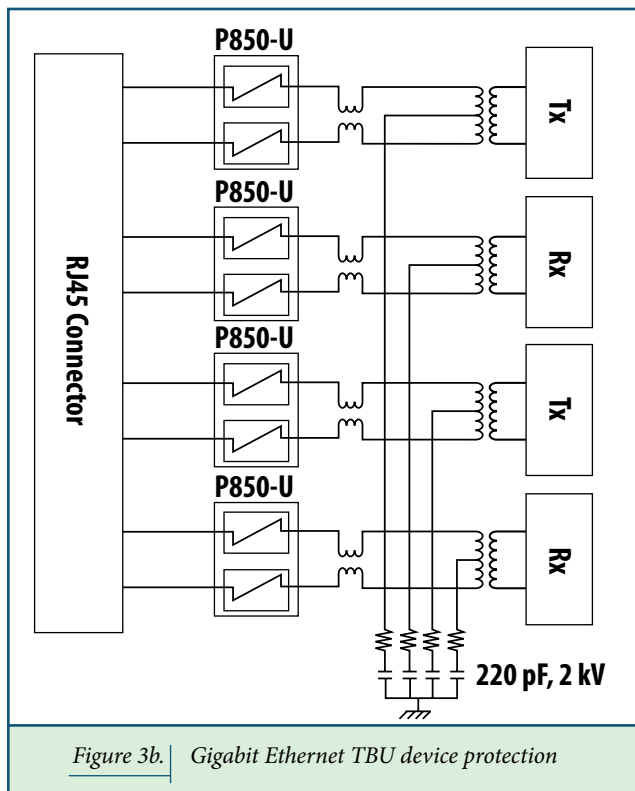 P850-U
Tx
P850-U
Rx
RJ45 Connector
P850-U
Tx
P850-U
Rx
220 pF, 2 kV
Figure 3b. Gigabit Ethernet TBU device protection